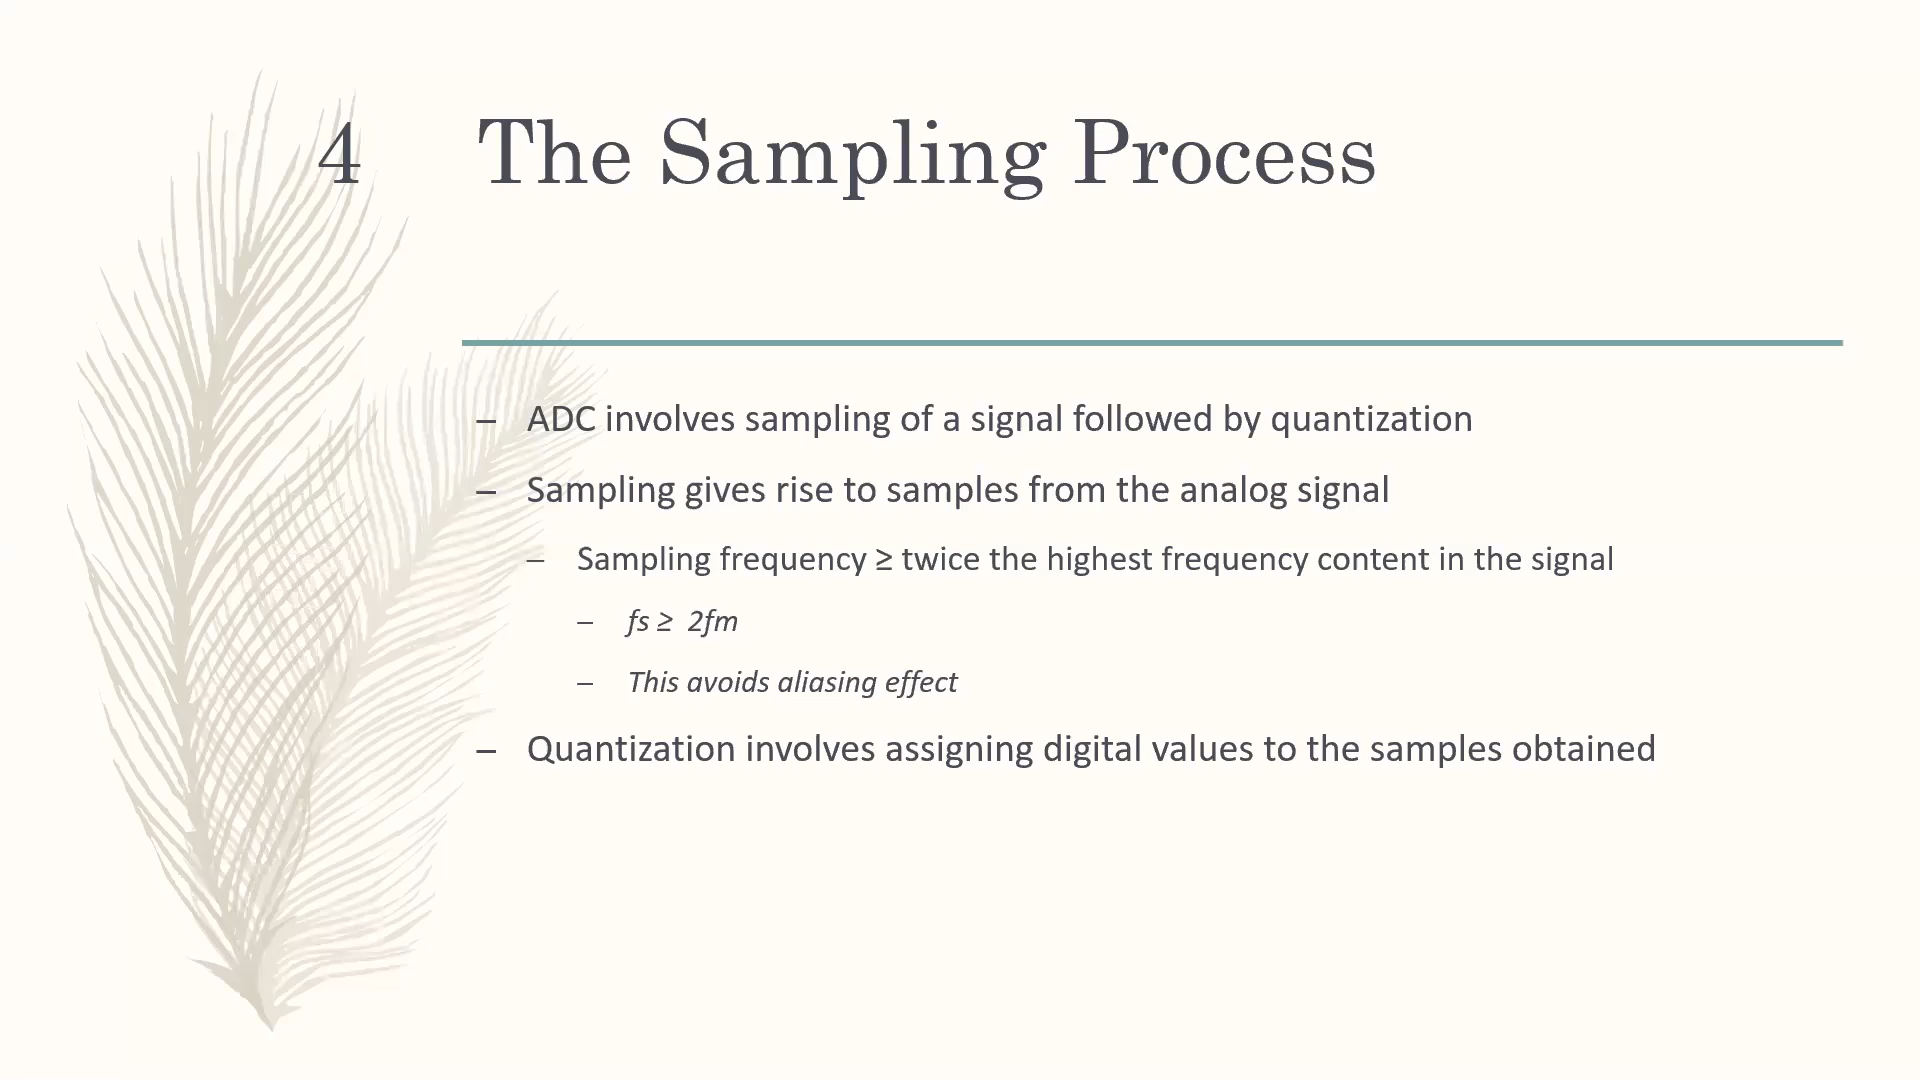 4
The Sampling Process
– ADC involves sampling of a signal followed by quantization
– Sampling gives rise to samples from the analog signal
– Sampling frequency ≥ twice the highest frequency content in the signal
– fs ≥ 2fm
– This avoids aliasing effect
– Quantization involves assigning digital values to the samples obtained